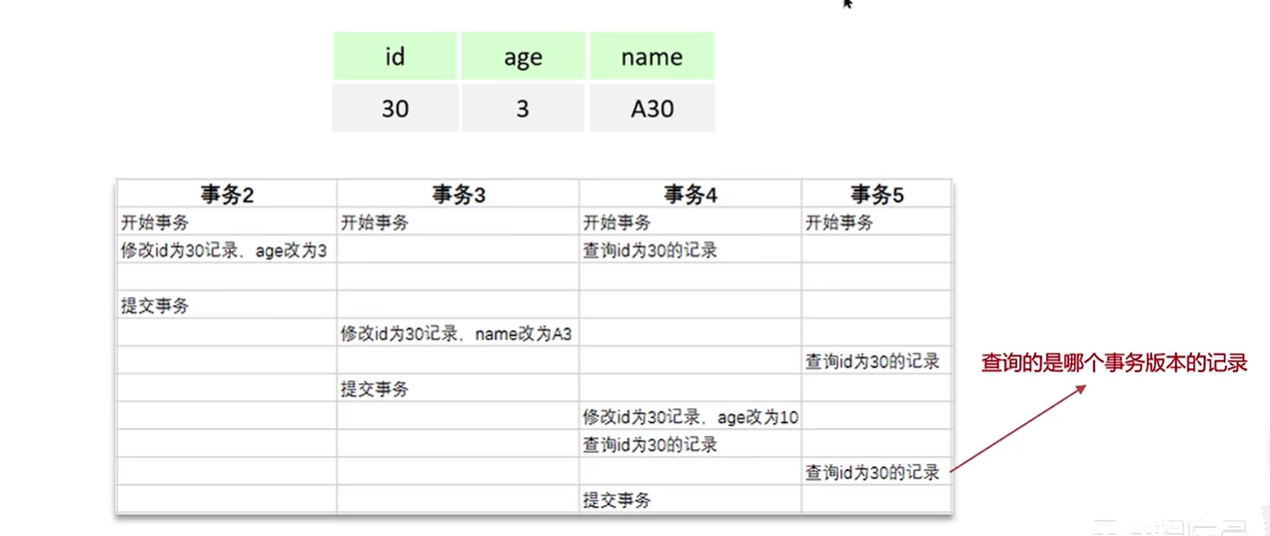 id age name
30 3 A30
事务2 事务3 事务4 事务5
开始事务 开始事务 开始事务 开始事务
修改id为30记录，age改为3 查询id为30的记录
提交事务
修改id为30记录，name改为A3
查询id为30的记录 查询的是哪个事务版本的记录
提交事务
修改id为30记录，age改为10
查询id为30的记录
查询id为30的记录
提交事务